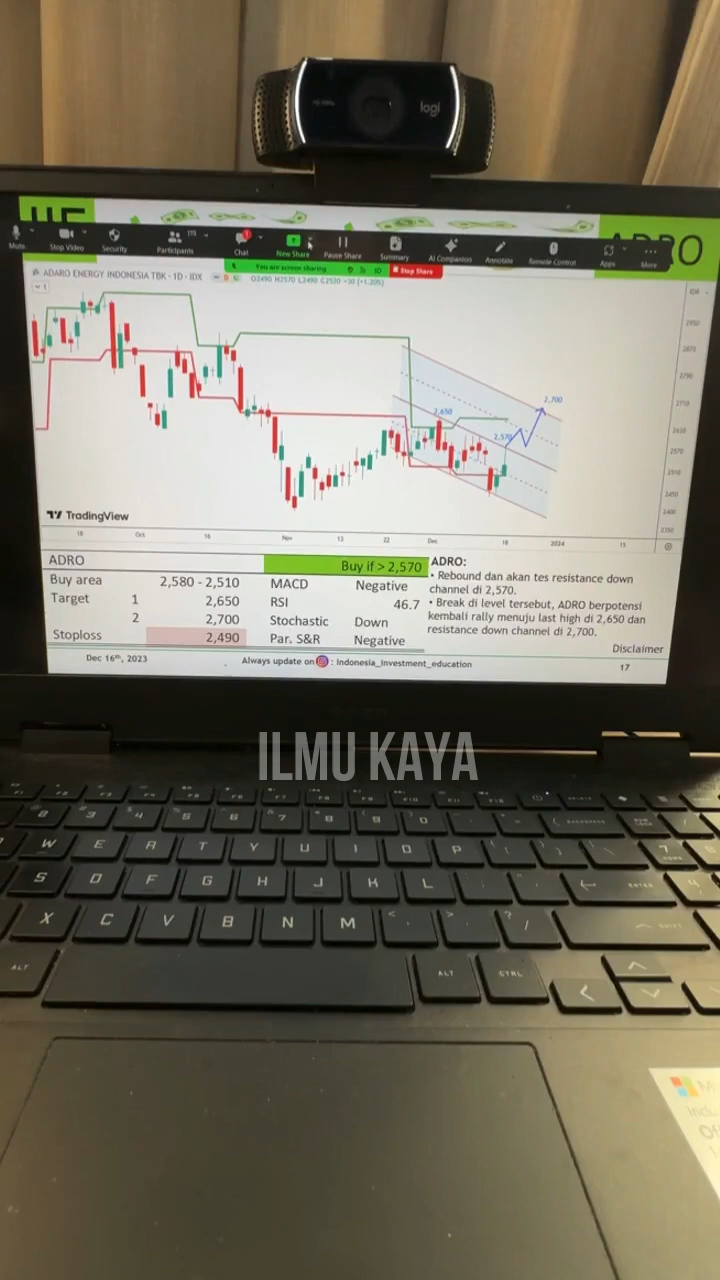 logi
ADRO
Mute
Stop Video
Security
Participants
Chat
New Share
Pause Share
Summary
AI Companion
Annotate
Remote Control
Apps
More
You are screen sharing
Stop Share
ADARO ENERGY INDONESIA TBK · 1D · IDX
O2490 H2570 L2490 C2520 +30 (+1.20%)
2,650
2,570
2,700
TradingView
18
Oct
16
Nov
13
22
Dec
18
2024
15
ADRO
Buy if > 2,570
Buy area 2,580 - 2,510
Target 1 2,650
2 2,700
Stoploss 2,490
MACD Negative
RSI 46.7
Stochastic Down
Par. S&R Negative
ADRO:
• Rebound dan akan tes resistance down
channel di 2,570.
• Break di level tersebut, ADRO berpotensi
kembali rally menuju last high di 2,650 dan
resistance down channel di 2,700.
Disclaimer
Dec 16th, 2023
Always update on : Indonesia_investment_education
17
ILMU KAYA
W E R T Y U I O P
S D F G H J K L
X C V B N M
ALT
ALT
CTRL